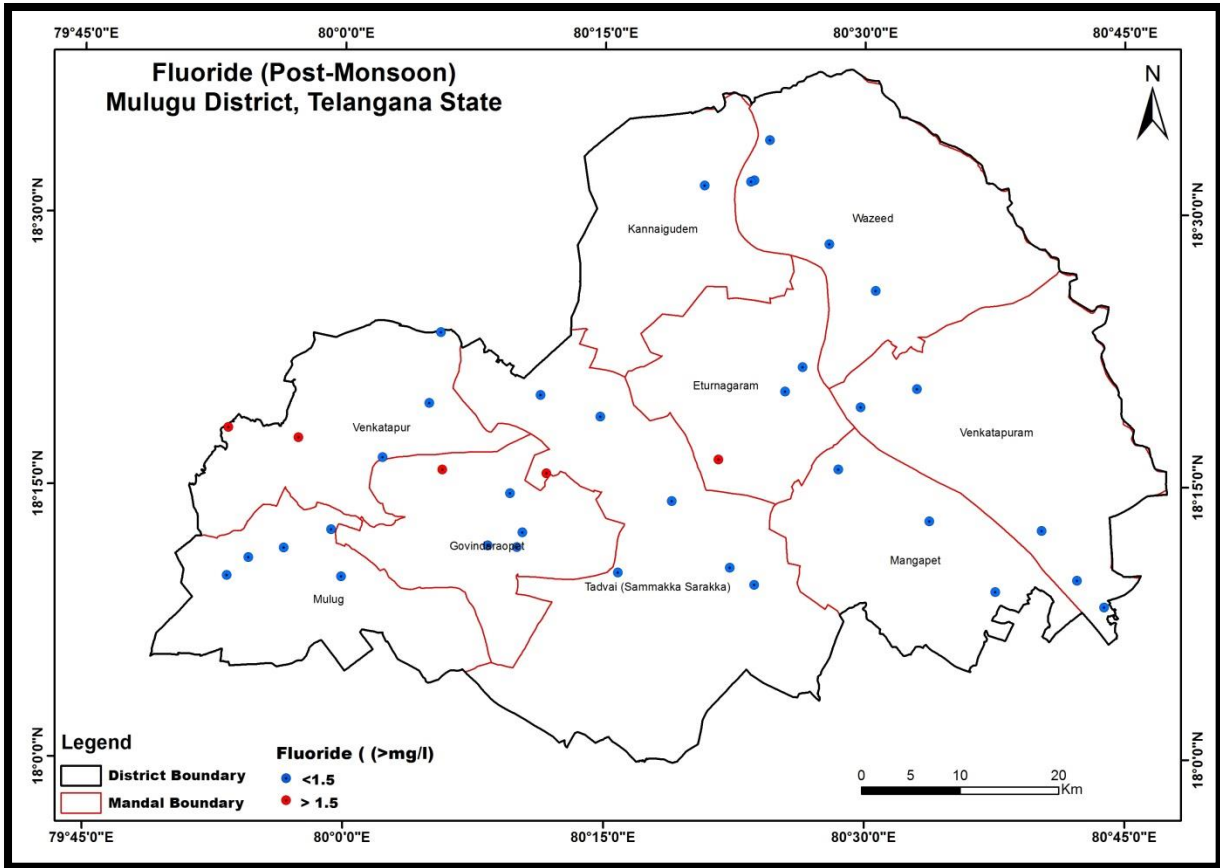 79°45'0"E 80°0'0"E 80°15'0"E 80°30'0"E 80°45'0"E
Fluoride (Post-Monsoon)
Mulugu District, Telangana State
N
18°30'0"N
18°30'0"N
Kannaigudem
Wazeed
Eturnagaram
Venkatapur
Venkatapuram
18°15'0"N
18°15'0"N
Govindaraopet
Mangapet
Tadvai (Sammakka Sarakka)
Mulug
18°0'0"N
18°0'0"N
Legend
District Boundary
Mandal Boundary
Fluoride ( (>mg/l)
<1.5
> 1.5
0 5 10 20
Km
79°45'0"E 80°0'0"E 80°15'0"E 80°30'0"E 80°45'0"E